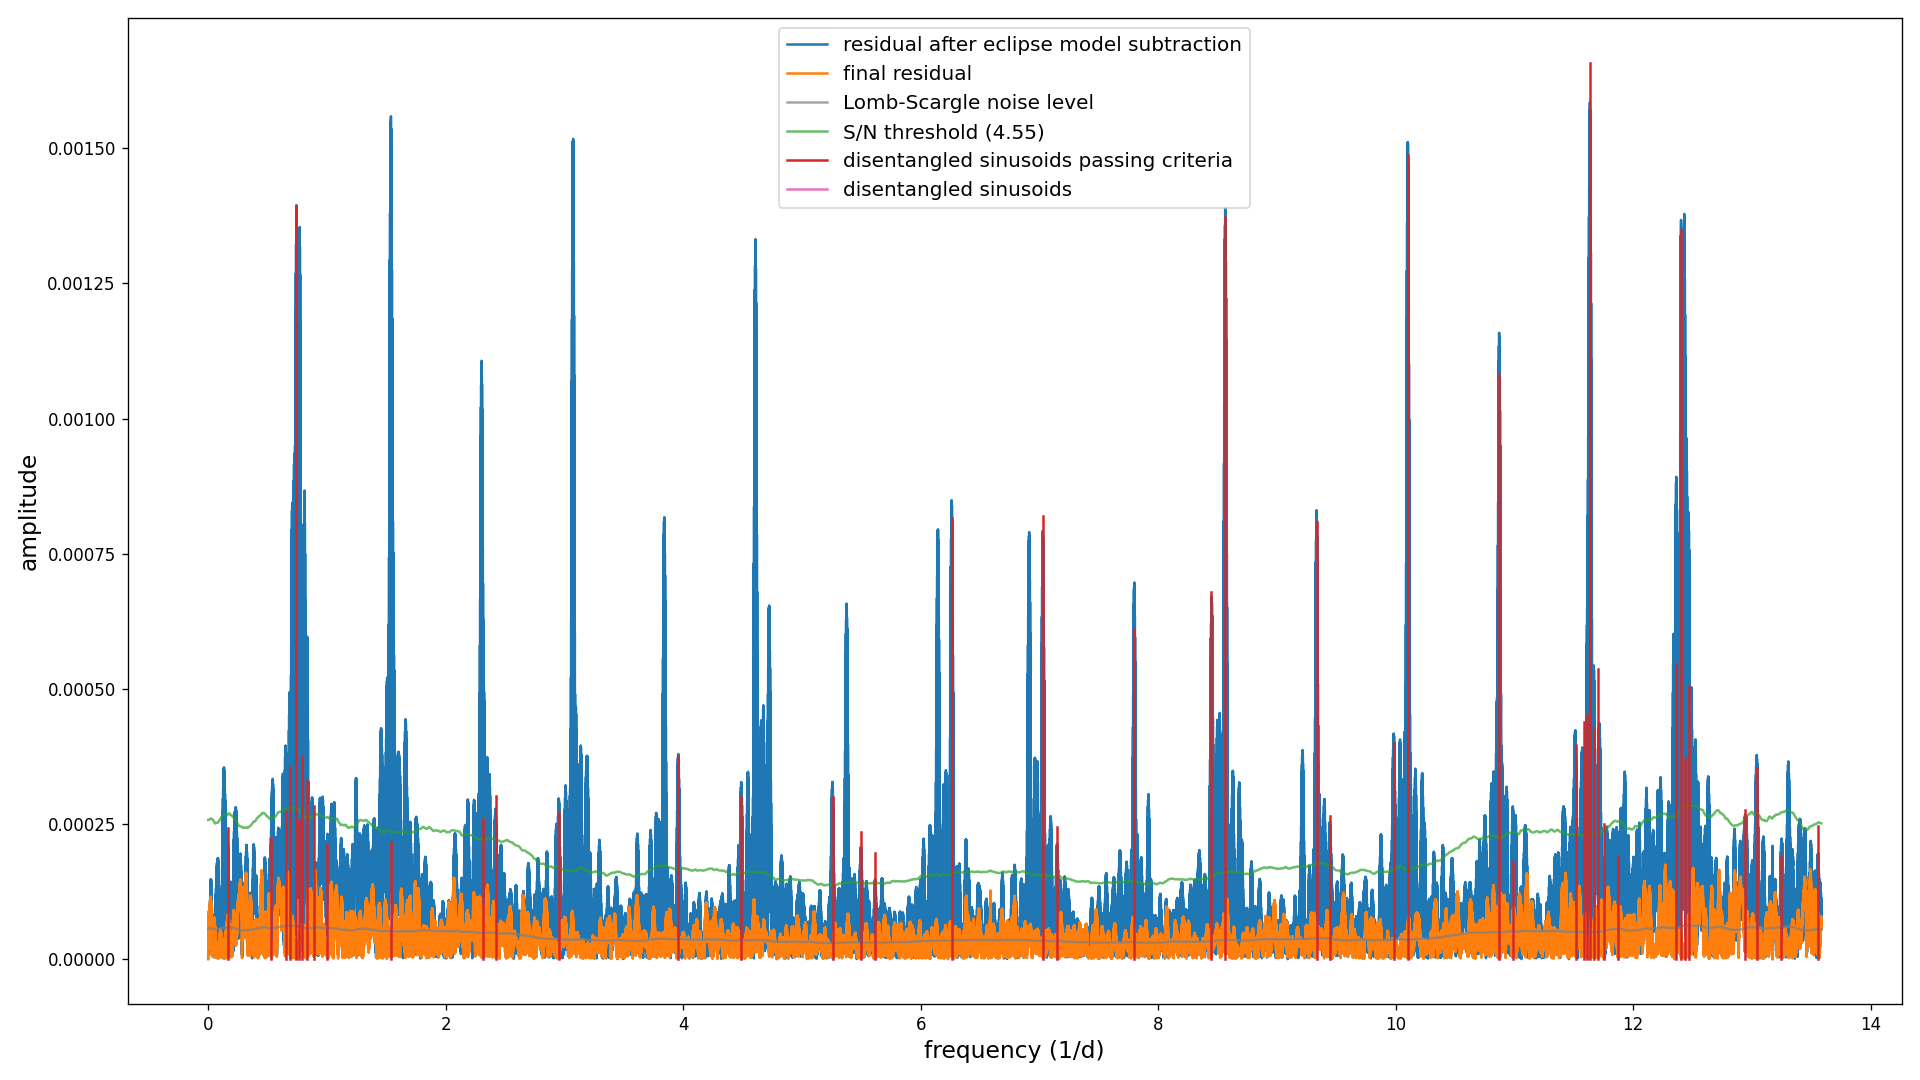 residual after eclipse model subtraction
final residual
Lomb-Scargle noise level
S/N threshold (4.55)
disentangled sinusoids passing criteria
disentangled sinusoids
amplitude
0.00150
0.00125
0.00100
0.00075
0.00050
0.00025
0.00000
0 2 4 6 8 10 12 14
frequency (1/d)